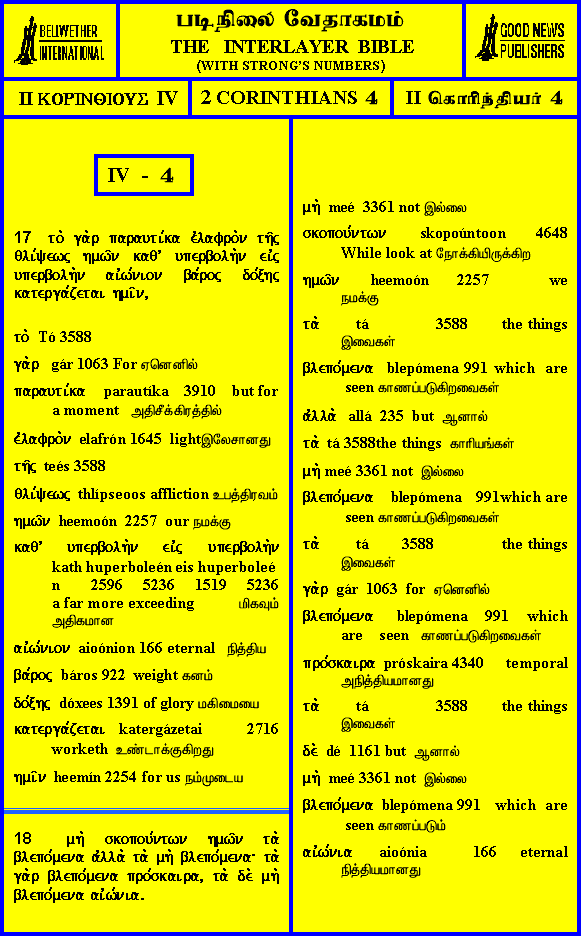 BELLWETHER
INTERNATIONAL
படிநிலை வேதாகமம்
THE INTERLAYER BIBLE
(WITH STRONG'S NUMBERS)
GOOD NEWS
PUBLISHERS
II ΚΟΡΙΝΘΙΟΥΣ IV
2 CORINTHIANS 4
II கொரிந்தியர் 4
IV - 4
17 τὸ γὰρ παραυτίκα ἐλαφρὸν τῆς
θλίψεως ημῶν καθ' υπερβολὴν εἰς
υπερβολὴν αἰώνιον βάρος δόξης
κατεργάζεται ημῖν,
τὸ Tó 3588
γὰρ gár 1063 For ஏனெனில்
παραυτίκα parautíka 3910 but for
a moment அதிசீக்கிரத்தில்
ἐλαφρὸν elafrón 1645 lightஇலேசானது
τῆς teés 3588
θλίψεως thlípseoos affliction உபத்திரவம்
ημῶν heemoón 2257 our நமக்கு
καθ' υπερβολὴν εἰς υπερβολὴν
kath huperboleén eis huperboleé
n 2596 5236 1519 5236
a far more exceeding மிகவும்
அதிகமான
αἰώνιον aioónion 166 eternal நித்திய
βάρος báros 922 weight கனம்
δόξης dóxees 1391 of glory மகிமையை
κατεργάζεται katergázetai 2716
worketh உண்டாக்குகிறது
ημῖν heemín 2254 for us நம்முடைய
18 μὴ σκοπούντων ημῶν τὰ
βλεπόμενα ἀλλὰ τὰ μὴ βλεπόμενα· τὰ
γὰρ βλεπόμενα πρόσκαιρα, τὰ δὲ μὴ
βλεπόμενα αἰώνια.
μὴ meé 3361 not இல்லை
σκοπούντων skopoúntoon 4648
While look at நோக்கியிருக்கிற
ημῶν heemoón 2257 we
நமக்கு
τὰ tá 3588 the things
இவைகள்
βλεπόμενα blepómena 991 which are
seen காணப்படுகிறவைகள்
ἀλλὰ allá 235 but ஆனால்
τὰ tá 3588the things காரியங்கள்
μὴ meé 3361 not இல்லை
βλεπόμενα blepómena 991which are
seen காணப்படுகிறவைகள்
τὰ tá 3588 the things
இவைகள்
γὰρ gár 1063 for ஏனெனில்
βλεπόμενα blepómena 991 which
are seen காணப்படுகிறவைகள்
πρόσκαιρα próskaira 4340 temporal
அநித்தியமானது
τὰ tá 3588 the things
இவைகள்
δὲ dé 1161 but ஆனால்
μὴ meé 3361 not இல்லை
βλεπόμενα blepómena 991 which are
seen காணப்படும்
αἰώνια aioónia 166 eternal
நித்தியமானது